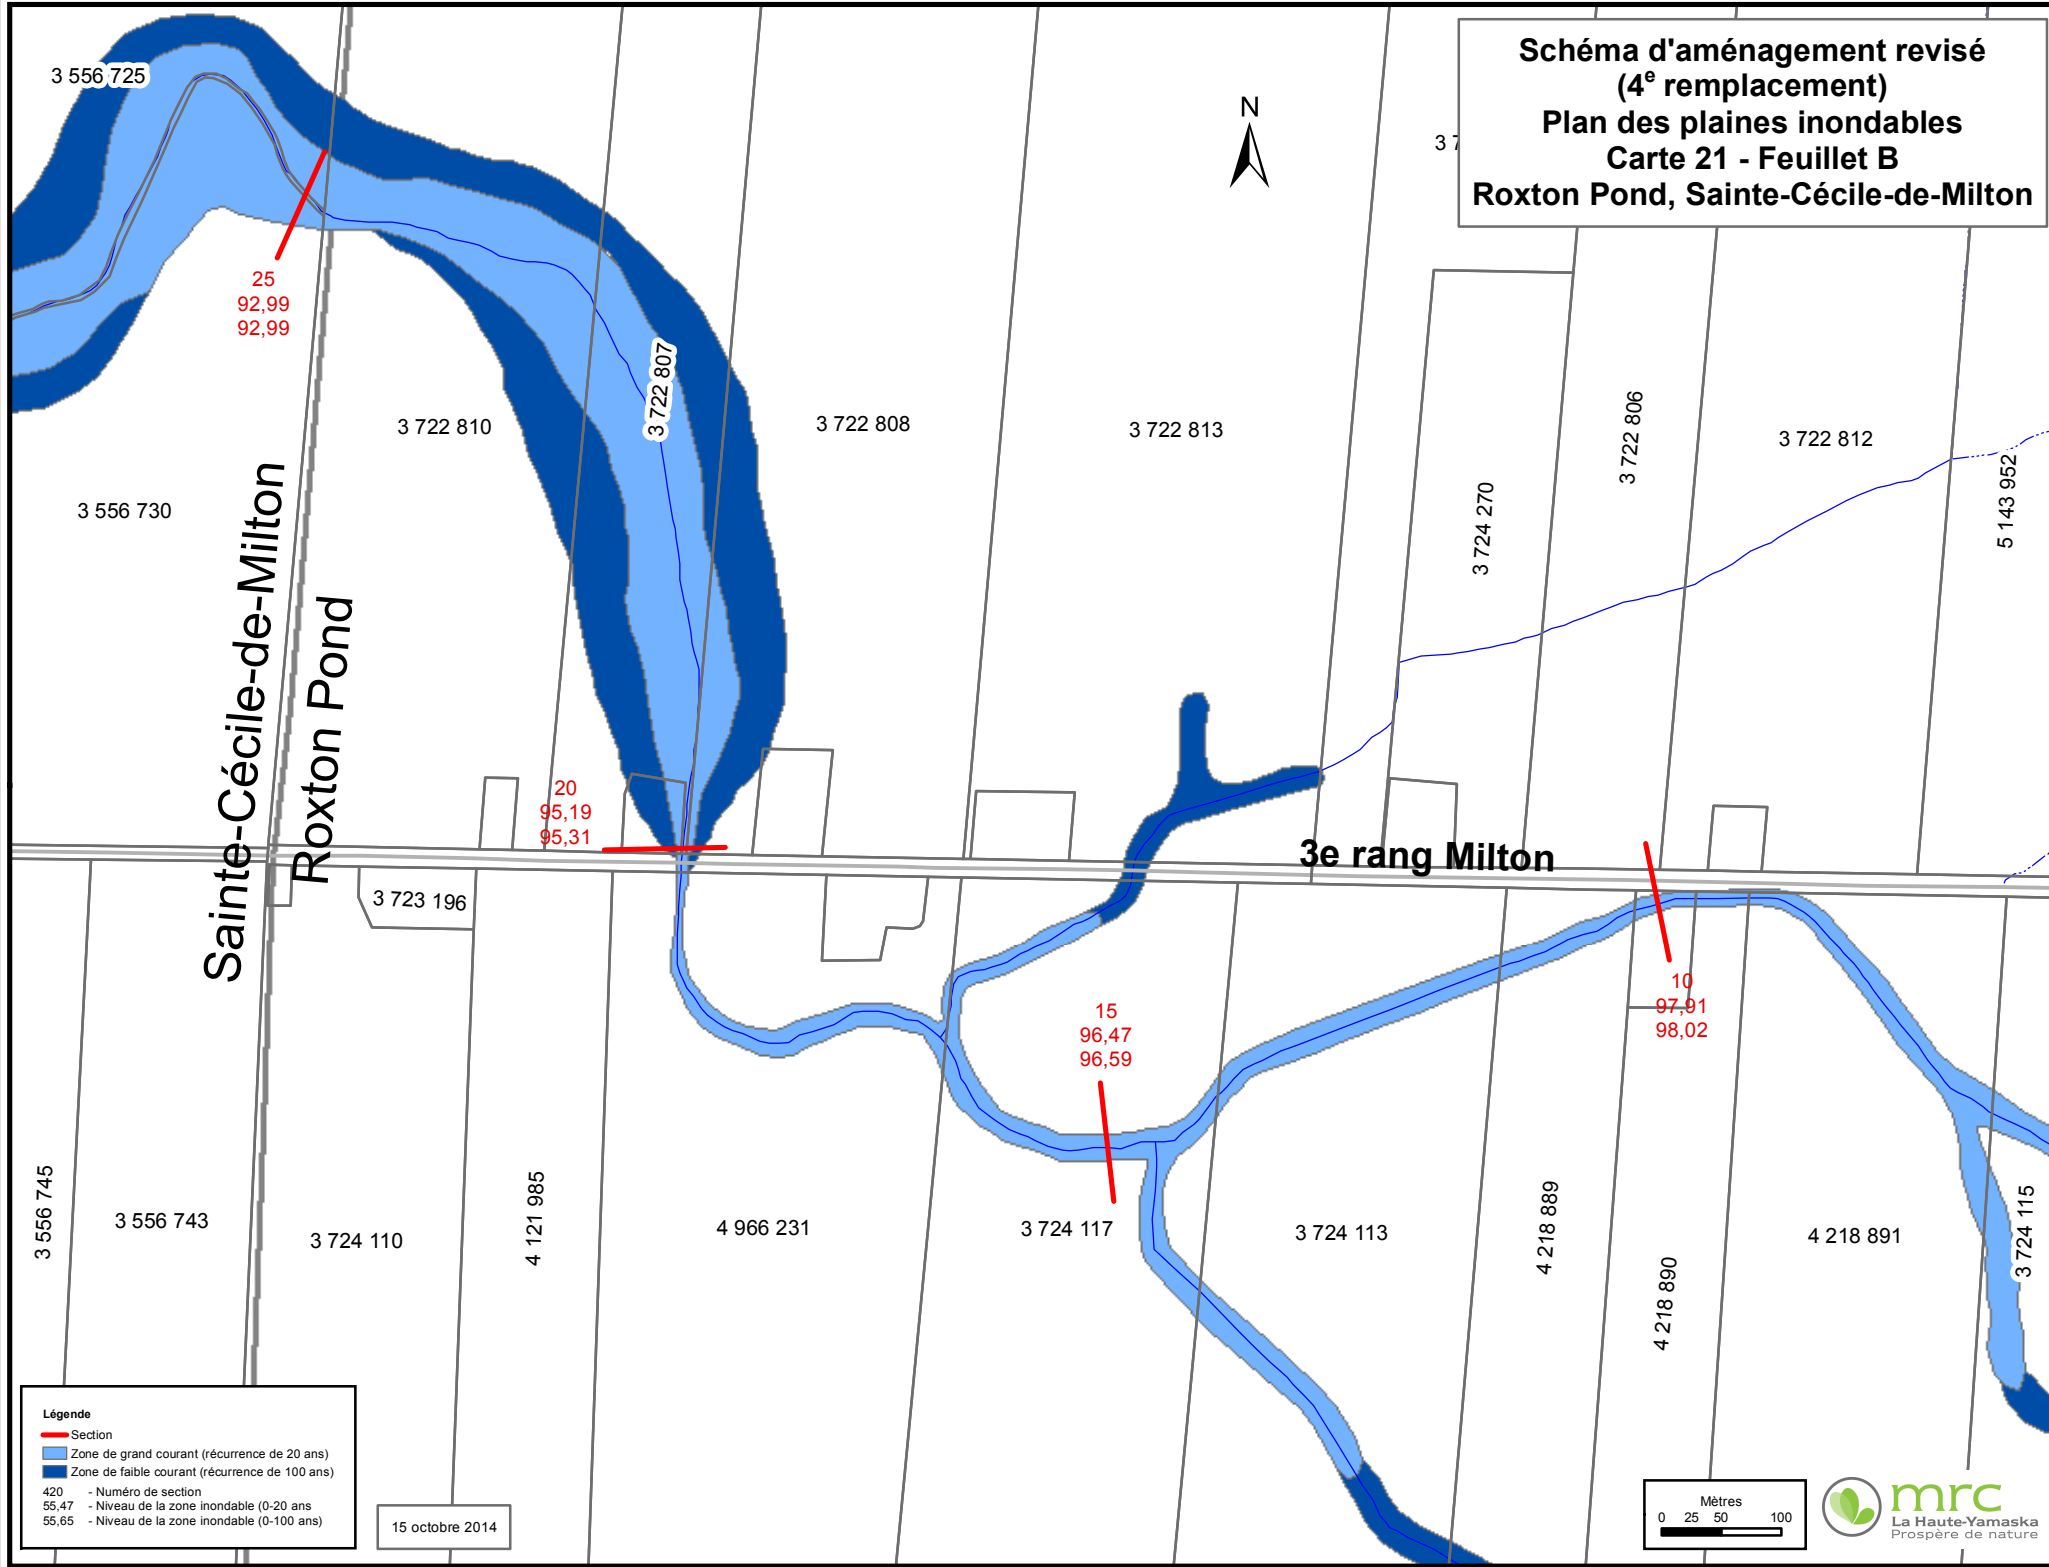 Schéma d'aménagement revisé
(4e remplacement)
Plan des plaines inondables
Carte 21 - Feuillet B
Roxton Pond, Sainte-Cécile-de-Milton
N
3 556 725
3 7
25
92,99
92,99
3 722 807
3 722 810
3 722 808
3 722 813
3 722 806
3 722 812
3 724 270
5 143 952
3 556 730
Sainte-Cécile-de-Milton
Roxton Pond
20
95,19
95,31
3e rang Milton
3 723 196
10
97,91
98,02
15
96,47
96,59
3 556 745
3 556 743
3 724 110
4 121 985
4 966 231
3 724 117
3 724 113
4 218 889
4 218 890
4 218 891
3 724 115
Légende
Section
Zone de grand courant (récurrence de 20 ans)
Zone de faible courant (récurrence de 100 ans)
420 - Numéro de section
55,47 - Niveau de la zone inondable (0-20 ans
55,65 - Niveau de la zone inondable (0-100 ans)
15 octobre 2014
Mètres
0 25 50 100
mrc
La Haute-Yamaska
Prospère de nature